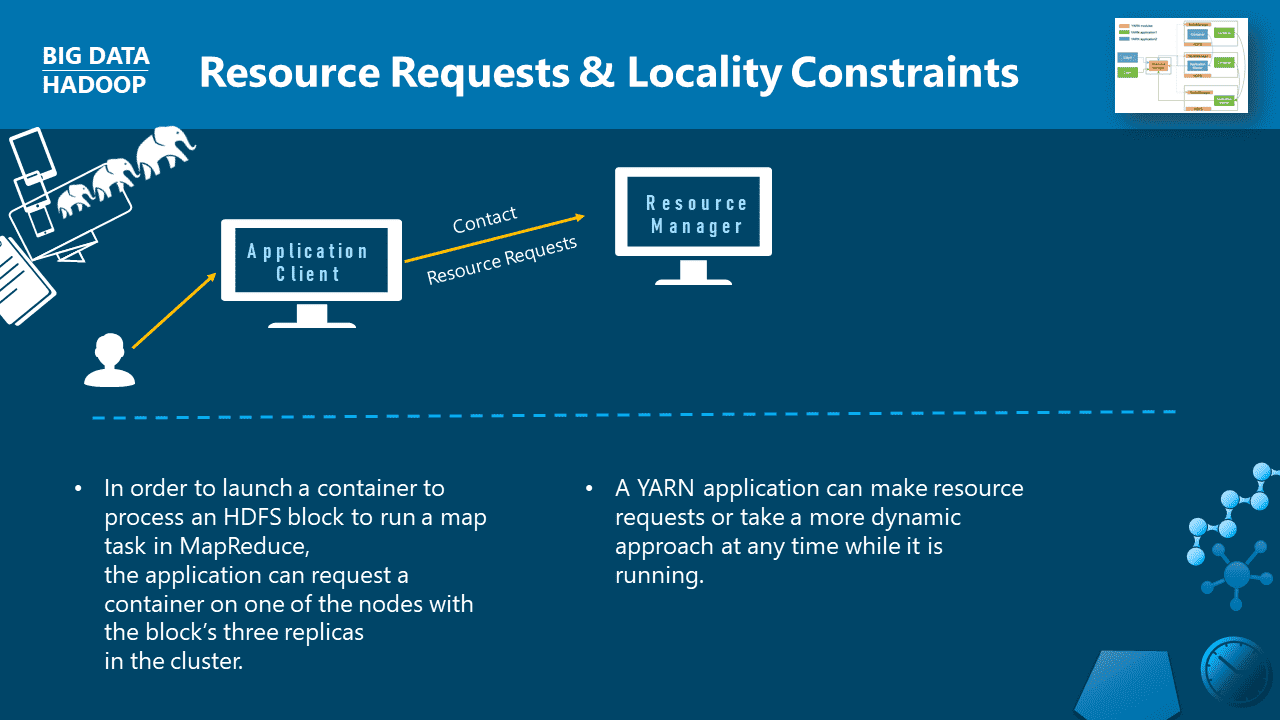 BIG DATA
HADOOP
Resource Requests & Locality Constraints
Application
Client
Contact
Resource Requests
Resource
Manager
• In order to launch a container to
process an HDFS block to run a map
task in MapReduce,
the application can request a
container on one of the nodes with
the block’s three replicas
in the cluster.
• A YARN application can make resource
requests or take a more dynamic
approach at any time while it is
running.